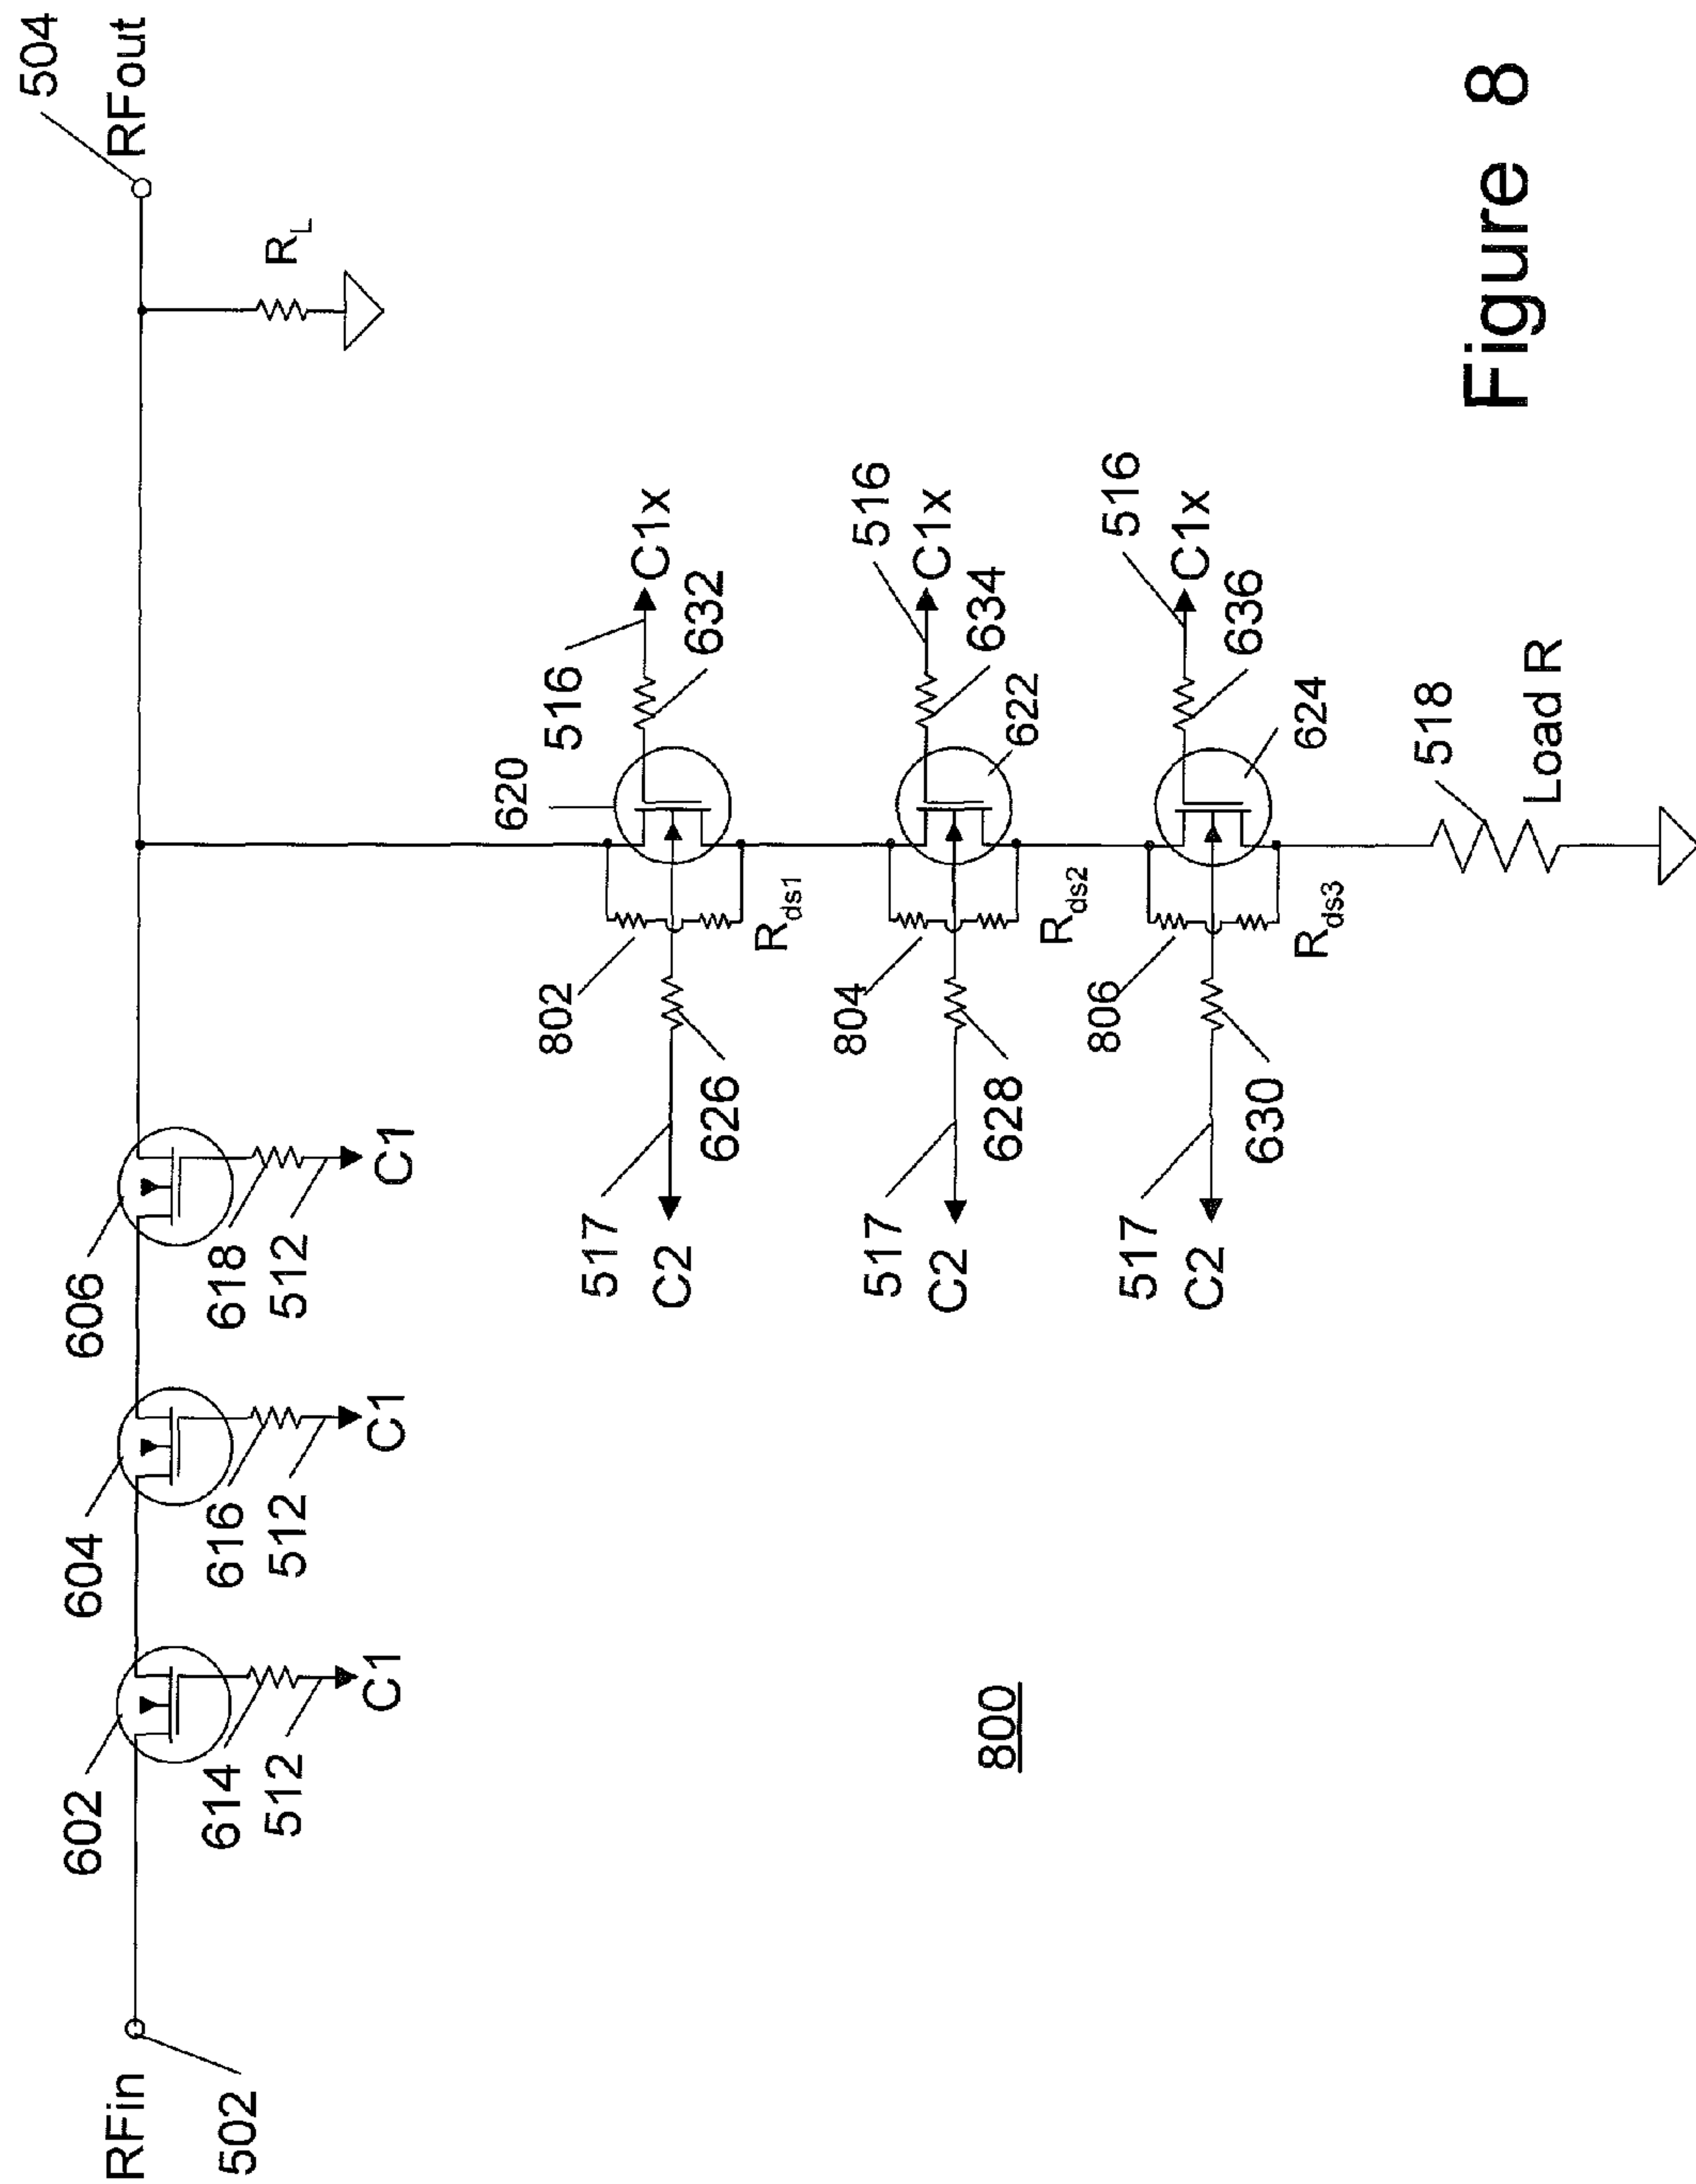 RFin
502
602
614
512
C1
604
616
512
C1
606
618
512
C1
504
RFout
R_L
620
516
C1x
632
802
R_ds1
517
C2
626
516
C1x
634
622
804
R_ds2
517
C2
628
516
C1x
636
624
806
R_ds3
517
C2
630
518
Load R
800
Figure 8